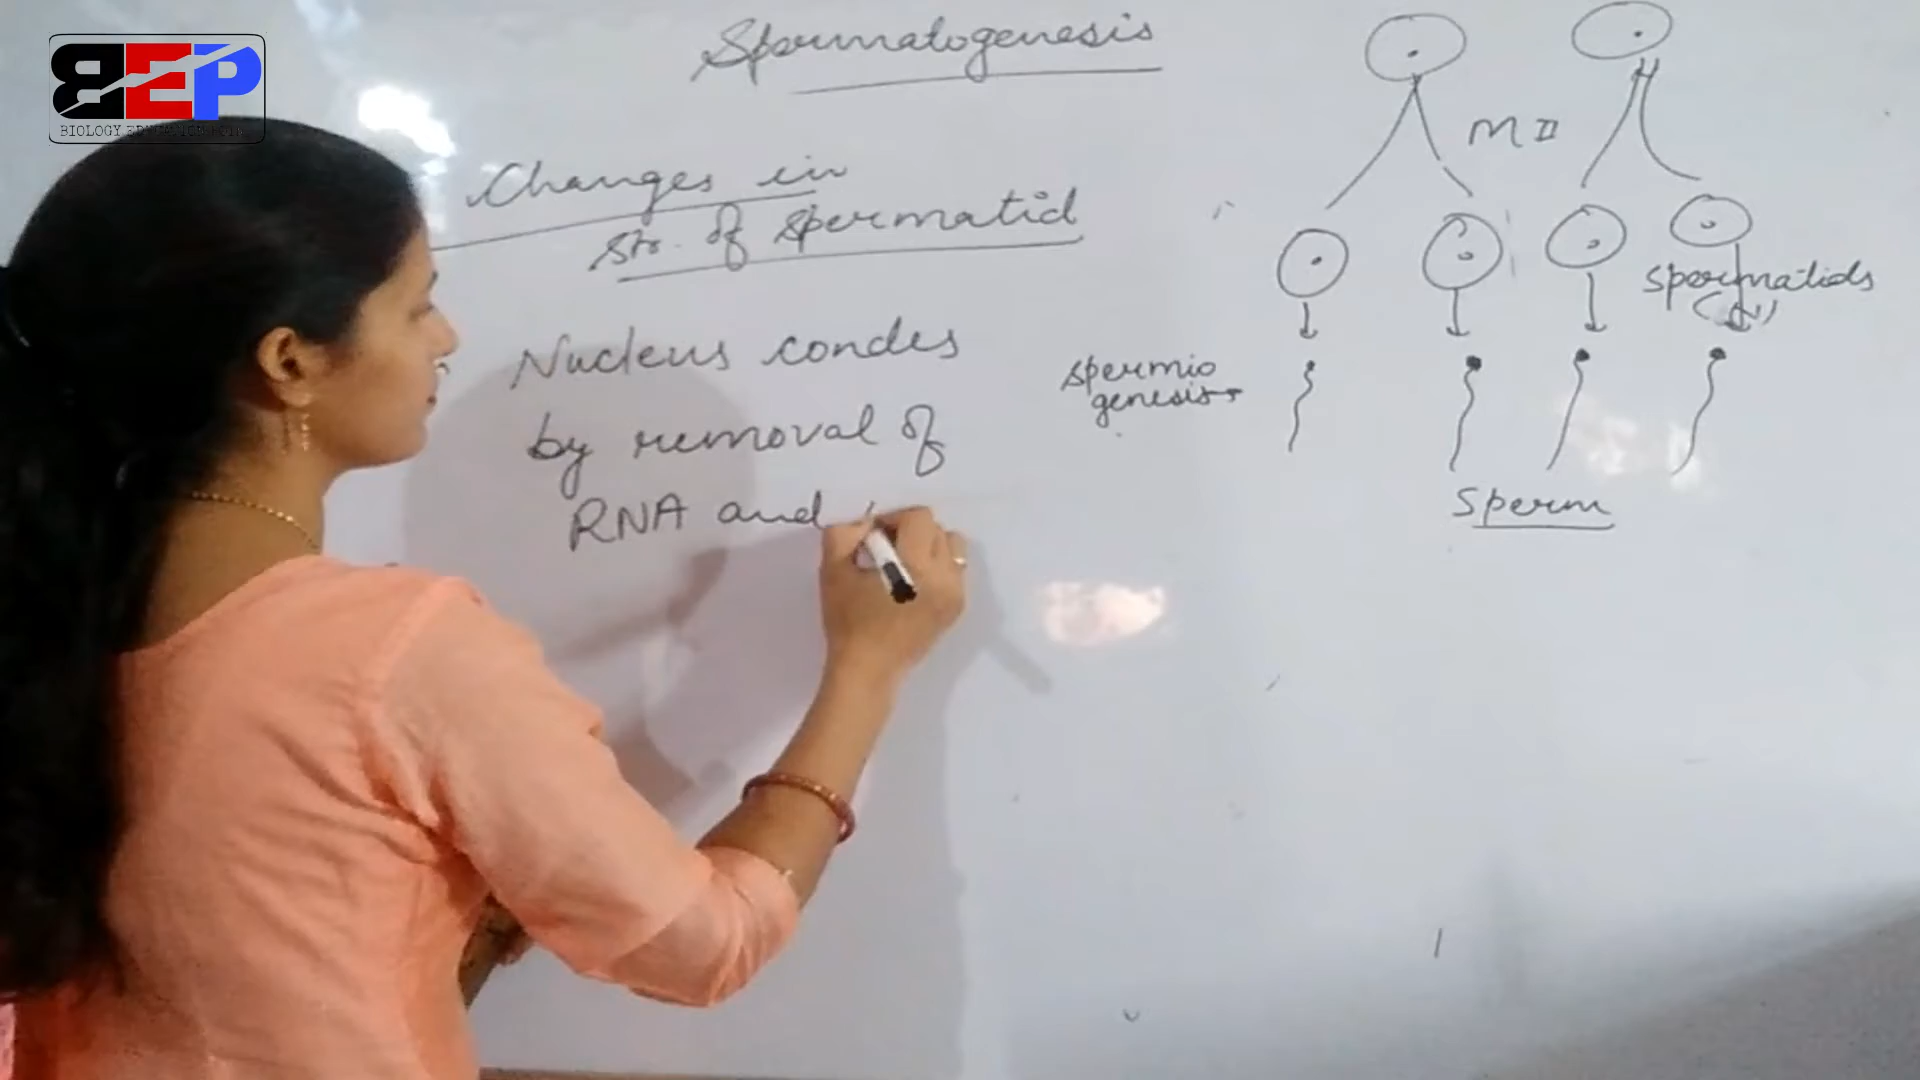 BEP
BIOLOGY
Spermatogenesis
Changes in
Str. of Spermatid
Nucleus condes
by removal of
RNA and
M II
Spermatids
spermio
genesis
Sperm